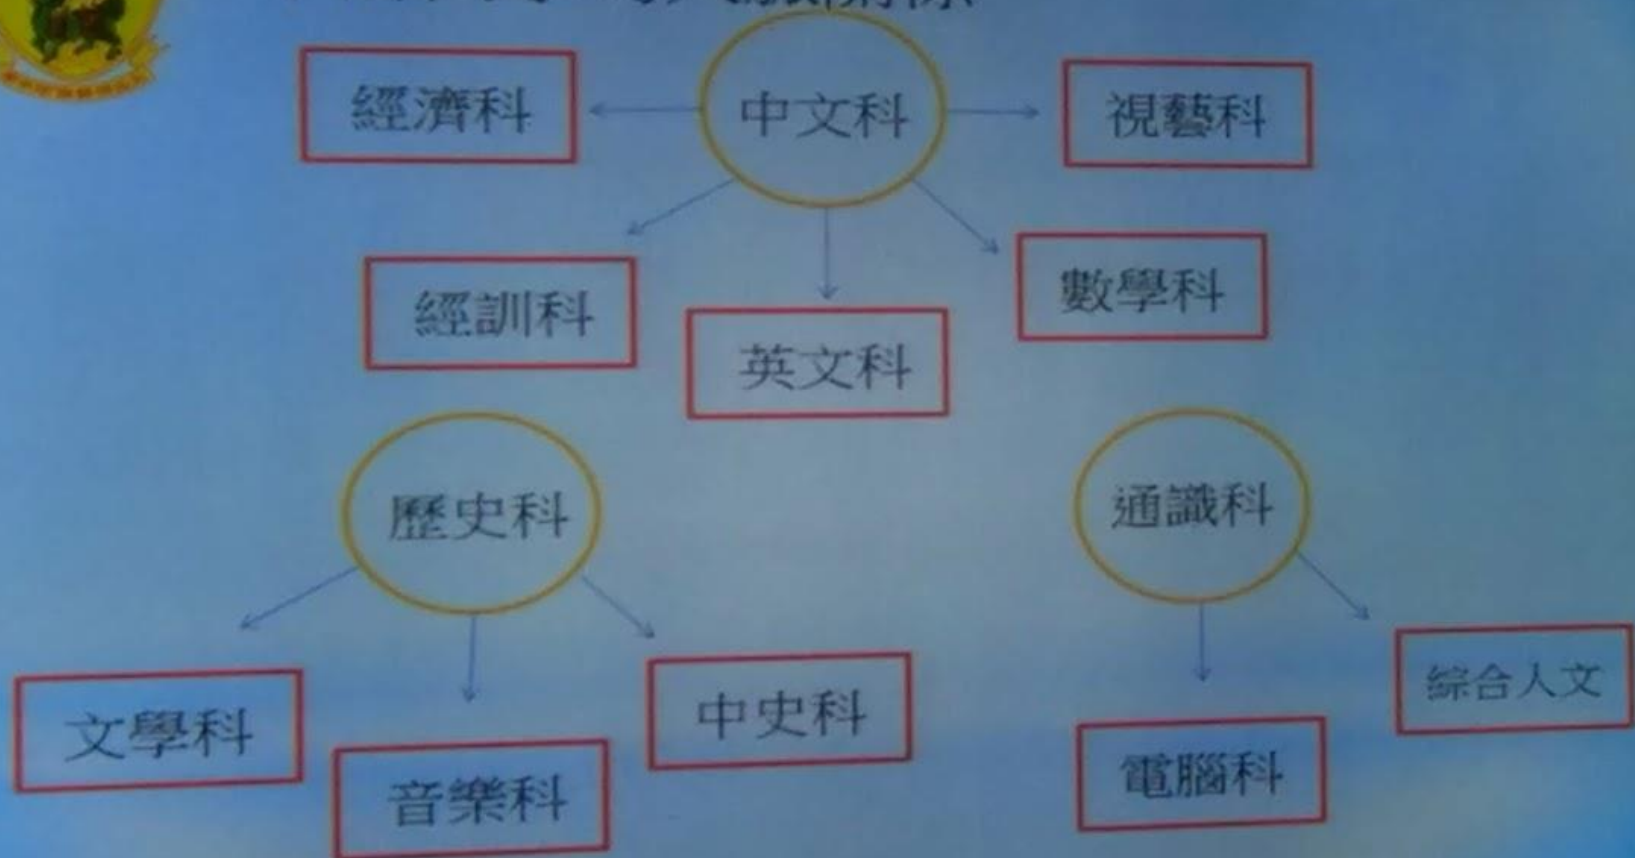 經濟科
中文科
視藝科
經訓科
英文科
數學科
歷史科
通識科
文學科
音樂科
中史科
電腦科
綜合人文